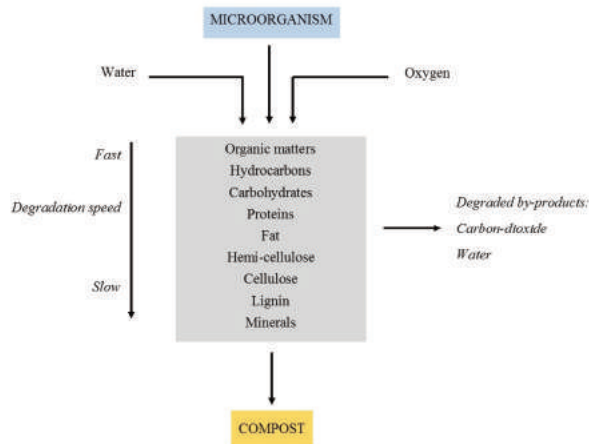 MICROORGANISM
Water
Oxygen
Fast
Degradation speed
Slow
Organic matters
Hydrocarbons
Carbohydrates
Proteins
Fat
Hemi-cellulose
Cellulose
Lignin
Minerals
Degraded by-products:
Carbon-dioxide
Water
COMPOST